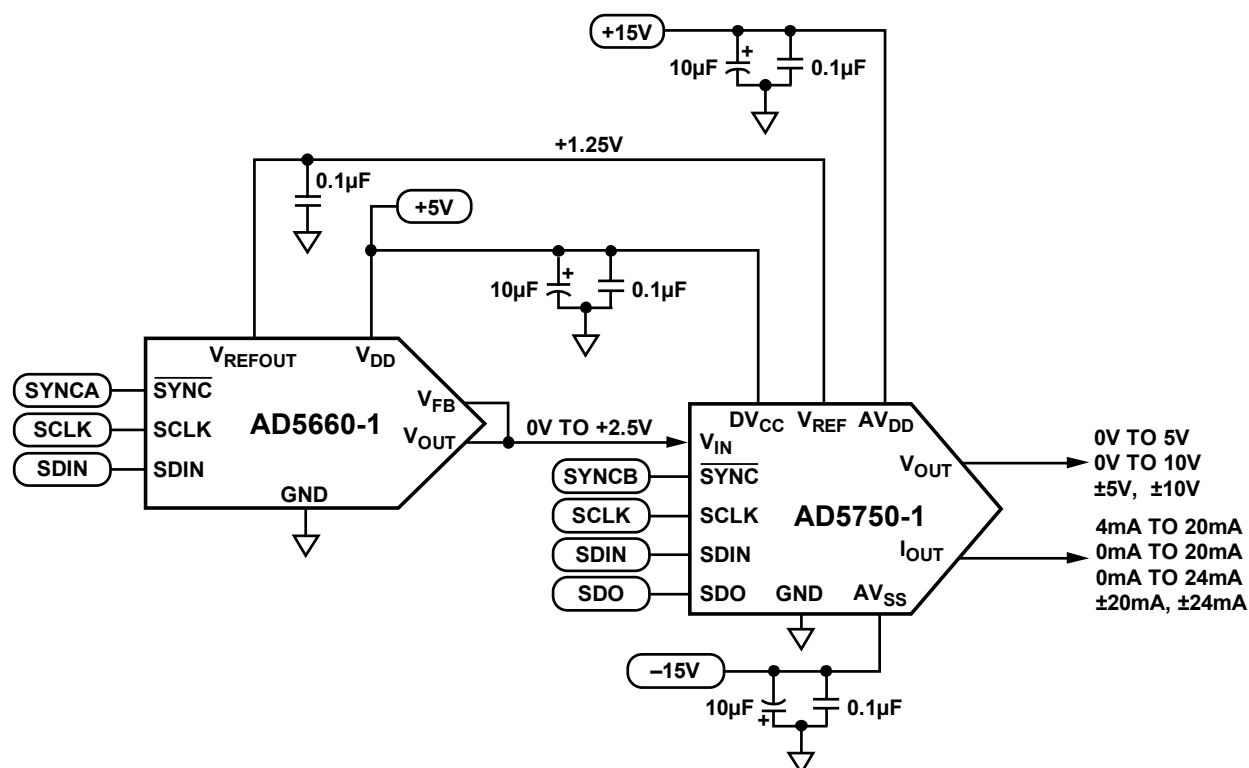 +15V
10µF
+
0.1µF
+1.25V
0.1µF
+5V
10µF
+
0.1µF
VREFOUT
VDD
SYNCA
SYNC
SCLK
SCLK
SDIN
SDIN
AD5660-1
VFB
VOUT
GND
0V TO +2.5V
DVCC
VREF
AVDD
VIN
SYNCB
SYNC
SCLK
SCLK
SDIN
SDIN
SDO
SDO
AD5750-1
VOUT
IOUT
GND
AVSS
0V TO 5V
0V TO 10V
±5V, ±10V
4mA TO 20mA
0mA TO 20mA
0mA TO 24mA
±20mA, ±24mA
–15V
10µF
+
0.1µF